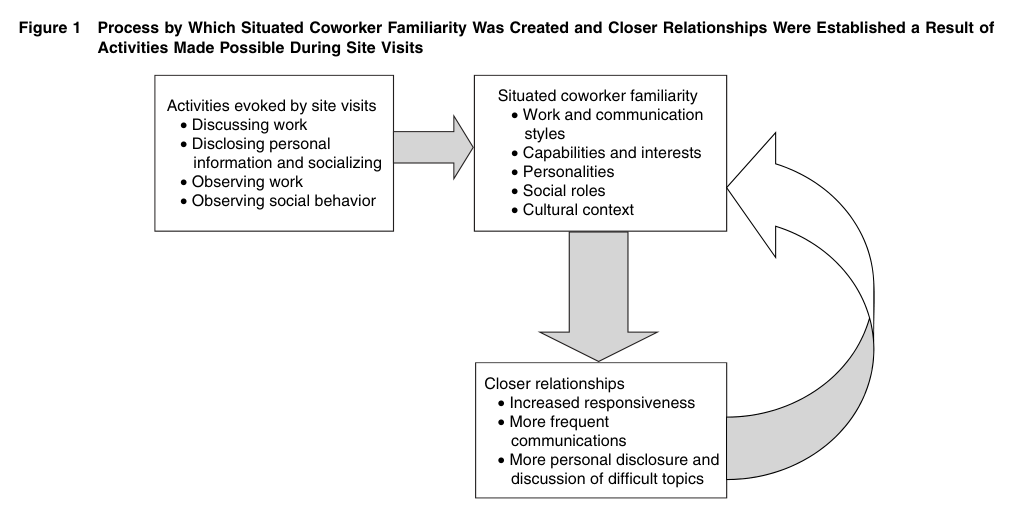 Figure 1 Process by Which Situated Coworker Familiarity Was Created and Closer Relationships Were Established a Result of
Activities Made Possible During Site Visits
Activities evoked by site visits
• Discussing work
• Disclosing personal
information and socializing
• Observing work
• Observing social behavior
Situated coworker familiarity
• Work and communication
styles
• Capabilities and interests
• Personalities
• Social roles
• Cultural context
Closer relationships
• Increased responsiveness
• More frequent
communications
• More personal disclosure and
discussion of difficult topics